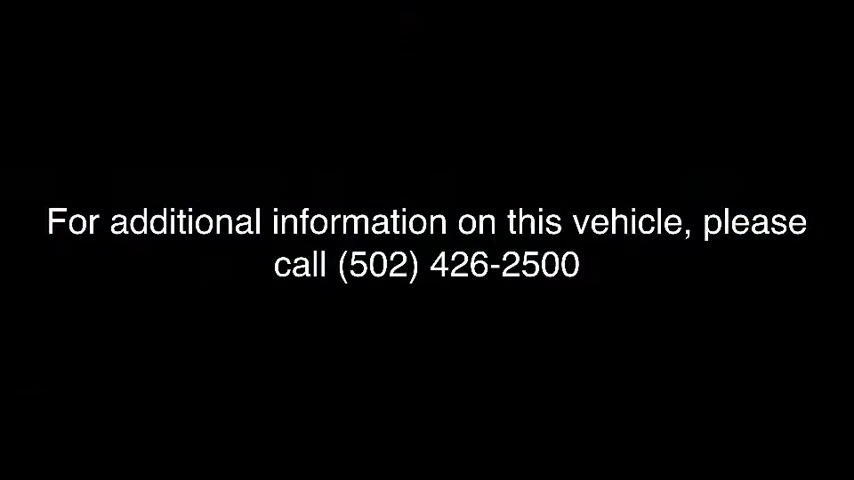 For additional information on this vehicle, please
call (502) 426-2500